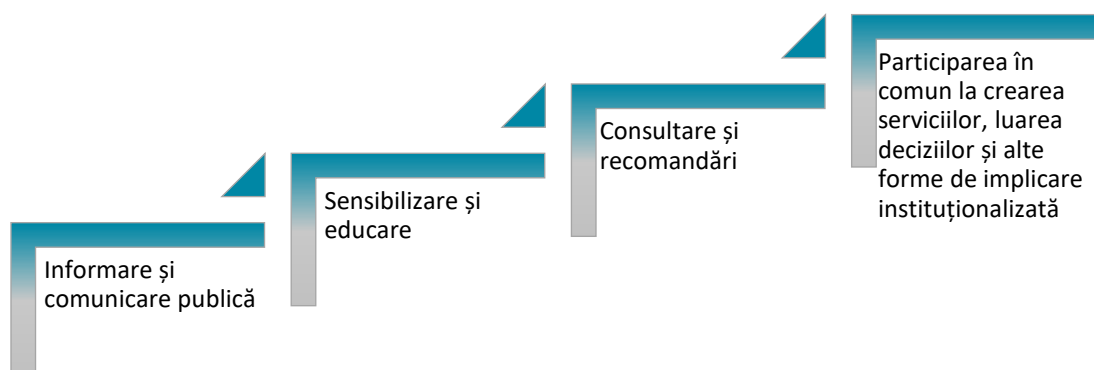 Informare și
comunicare publică
Sensibilizare și
educare
Consultare și
recomandări
Participarea în
comun la crearea
serviciilor, luarea
deciziilor și alte
forme de implicare
instituționalizată